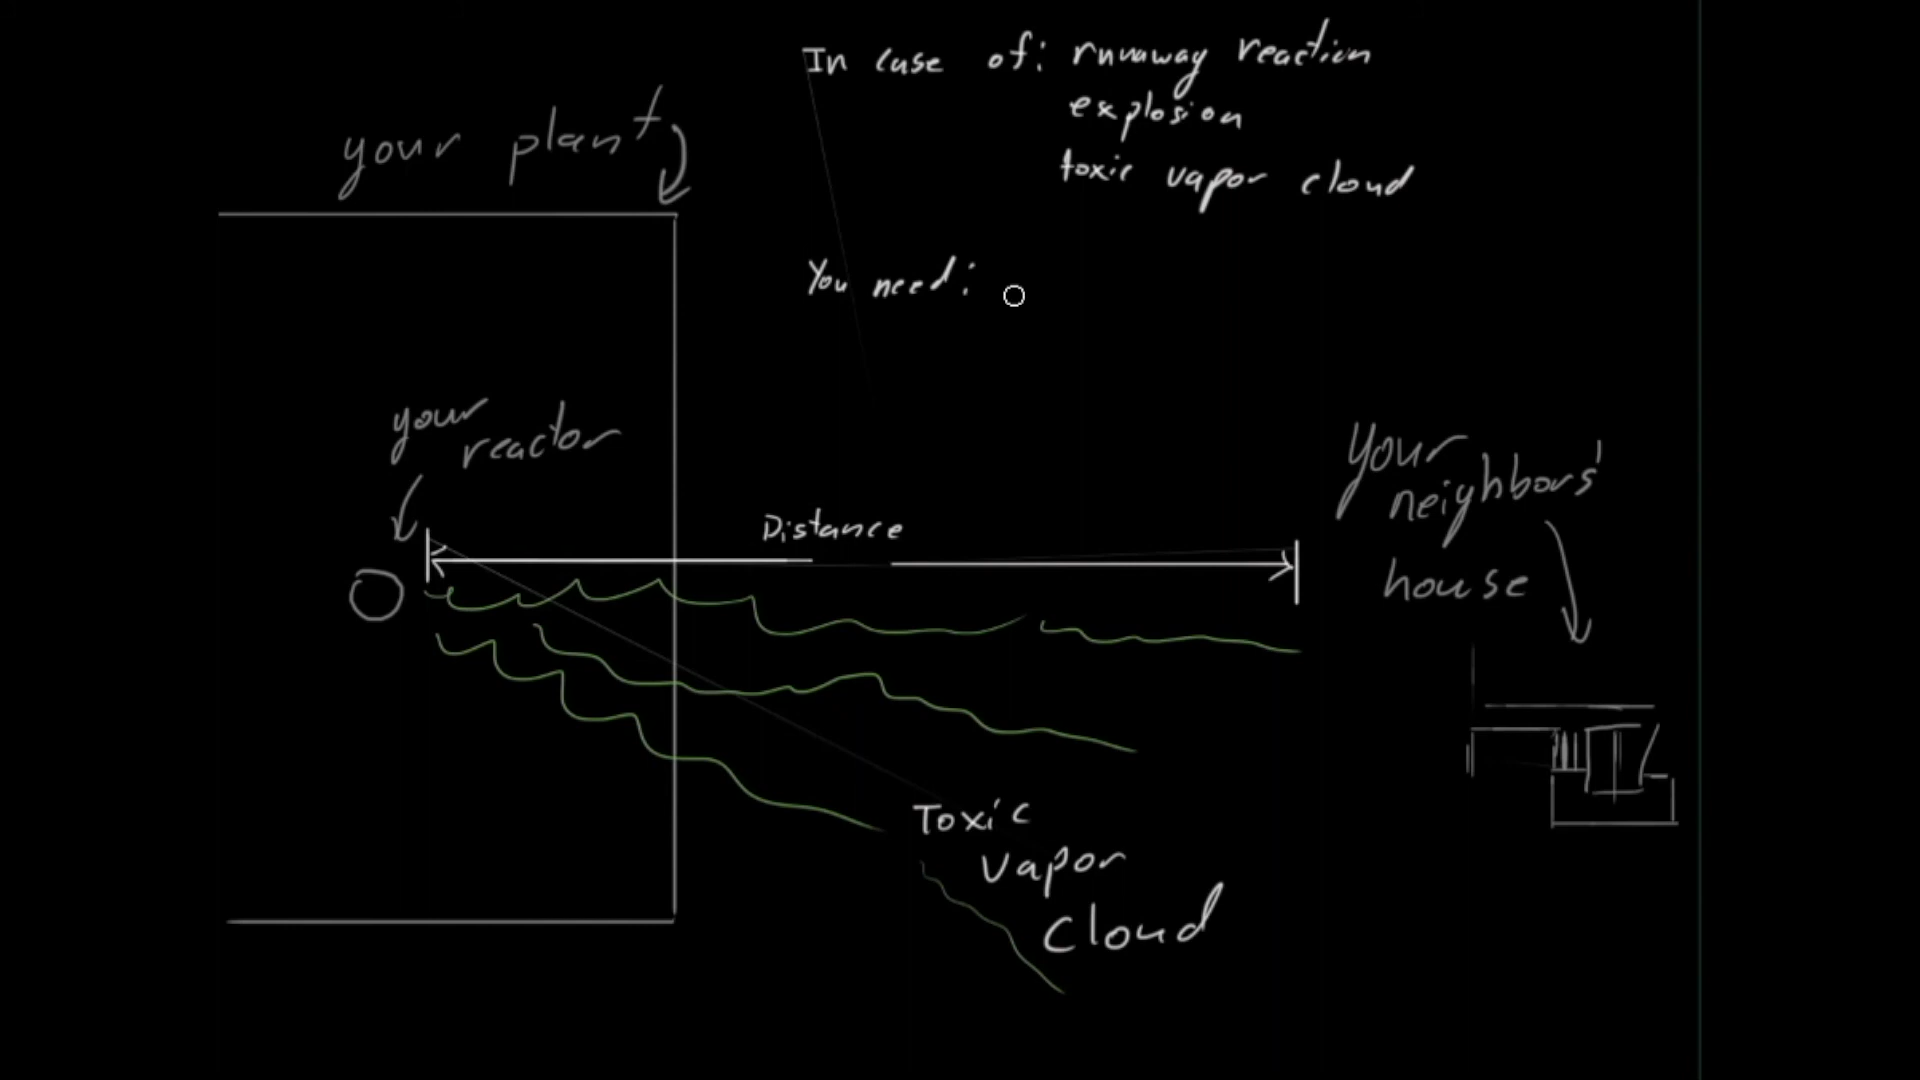 In case of: runaway reaction
explosion
toxic vapor cloud
your plant
You need:
your
reactor
Distance
your
neighbors'
house
Toxic
vapor
cloud